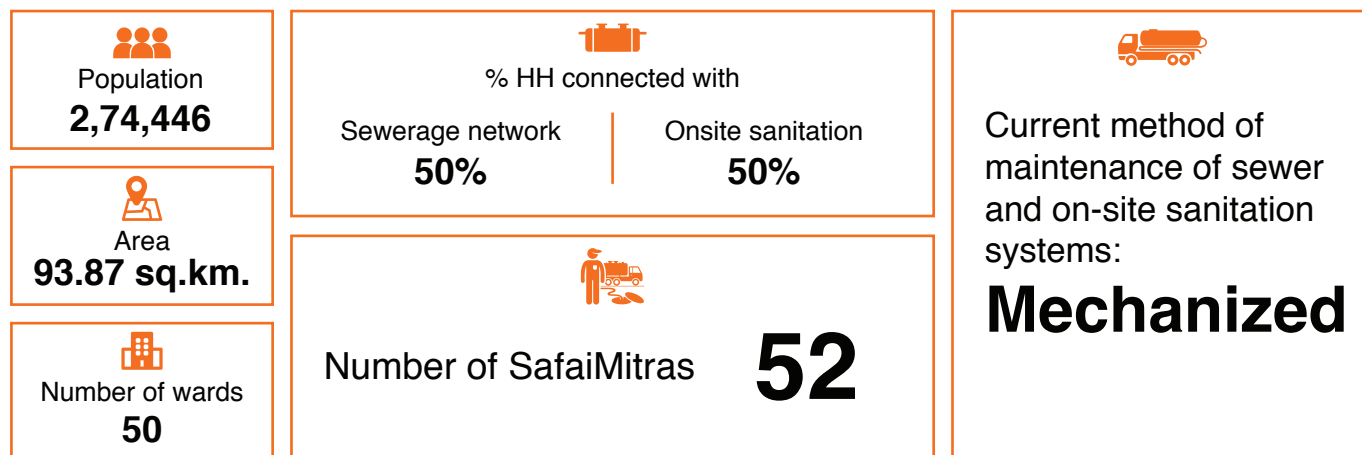 Population
2,74,446
Area
93.87 sq.km.
Number of wards
50
% HH connected with
Sewerage network
50%
Onsite sanitation
50%
Number of SafaiMitras
52
Current method of
maintenance of sewer
and on-site sanitation
systems:
Mechanized